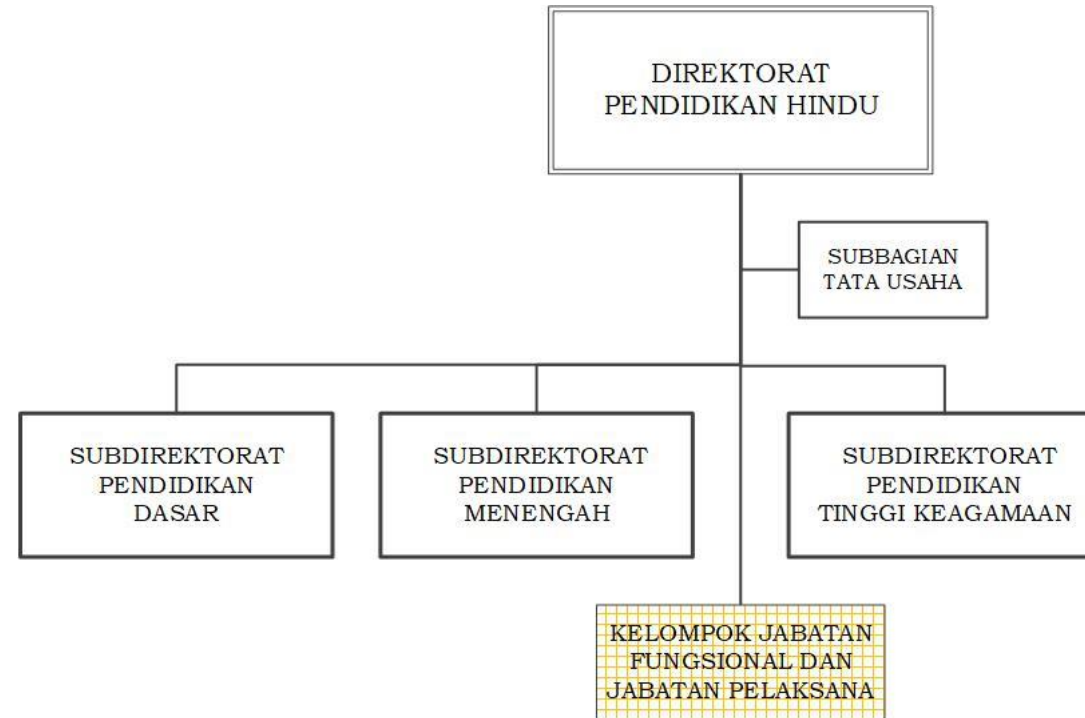 DIREKTORAT
PENDIDIKAN HINDU
SUBBAGIAN
TATA USAHA
SUBDIREKTORAT
PENDIDIKAN
DASAR
SUBDIREKTORAT
PENDIDIKAN
MENENGAH
SUBDIREKTORAT
PENDIDIKAN
TINGGI KEAGAMAAN
KELOMPOK JABATAN
FUNGSIONAL DAN
JABATAN PELAKSANA